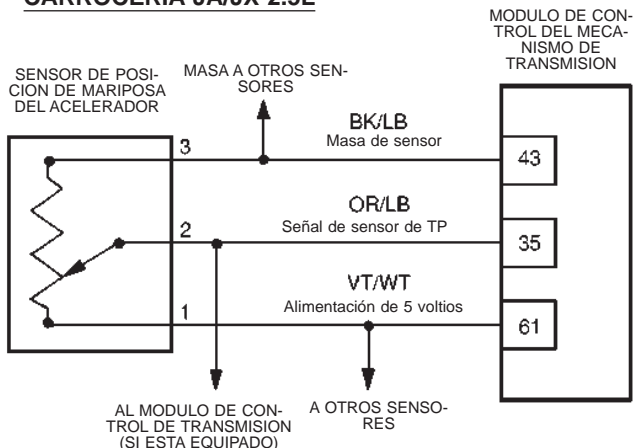 CARROCERIA JA/JX 2.5L
MODULO DE CON-
TROL DEL MECA-
NISMO DE
TRANSMISION
SENSOR DE POSI-
CION DE MARIPOSA
DEL ACELERADOR
MASA A OTROS SEN-
SORES
3
BK/LB
Masa de sensor
43
2
OR/LB
Señal de sensor de TP
35
1
VT/WT
Alimentación de 5 voltios
61
AL MODULO DE CON-
TROL DE TRANSMISION
(SI ESTA EQUIPADO)
A OTROS SENSO-
RES